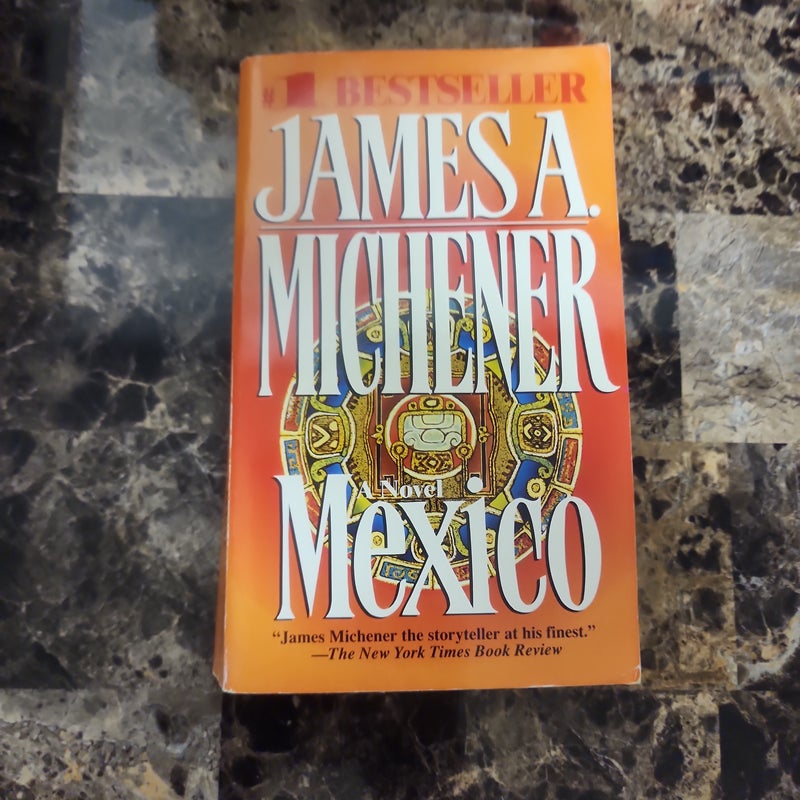 #1 BESTSELLER
JAMES A.
MICHENER
A Novel
Mexico
“James Michener the storyteller at his finest.”
—The New York Times Book Review